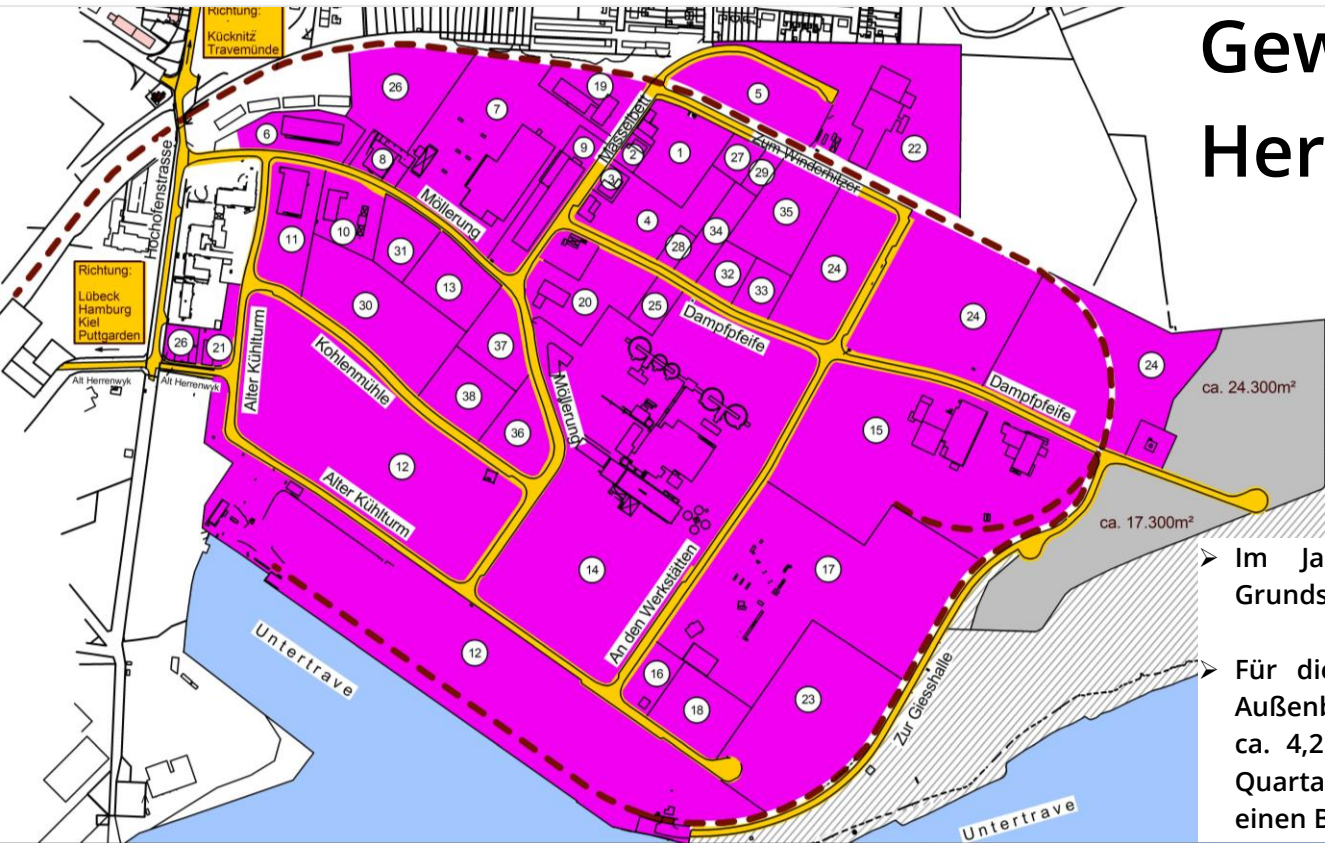 Richtung:
Kücknitz
Travemünde
Gew
Her
26
7
19
5
22
6
8
9
Masselbett
2
1
3
27
29
Zum Winderhitzer
35
Hochofenstrasse
Möllerung
11
10
31
13
4
28
34
32
33
24
Richtung:
Lübeck
Hamburg
Kiel
Puttgarden
30
20
25
Dampfpfeife
24
24
ca. 24.300m²
26
21
Alter Kühlturm
Kohlenmühle
37
38
36
Möllerung
Alt Herrenwyk
Alt Herrenwyk
Dampfpfeife
15
12
Alter Kühlturm
14
An den Werkstätten
17
ca. 17.300m²
Untertrave
12
16
18
23
Zur Giesshalle
Untertrave
➢ Im Ja
Grunds
➢ Für die
Außenb
ca. 4,2
Quarta
einen B